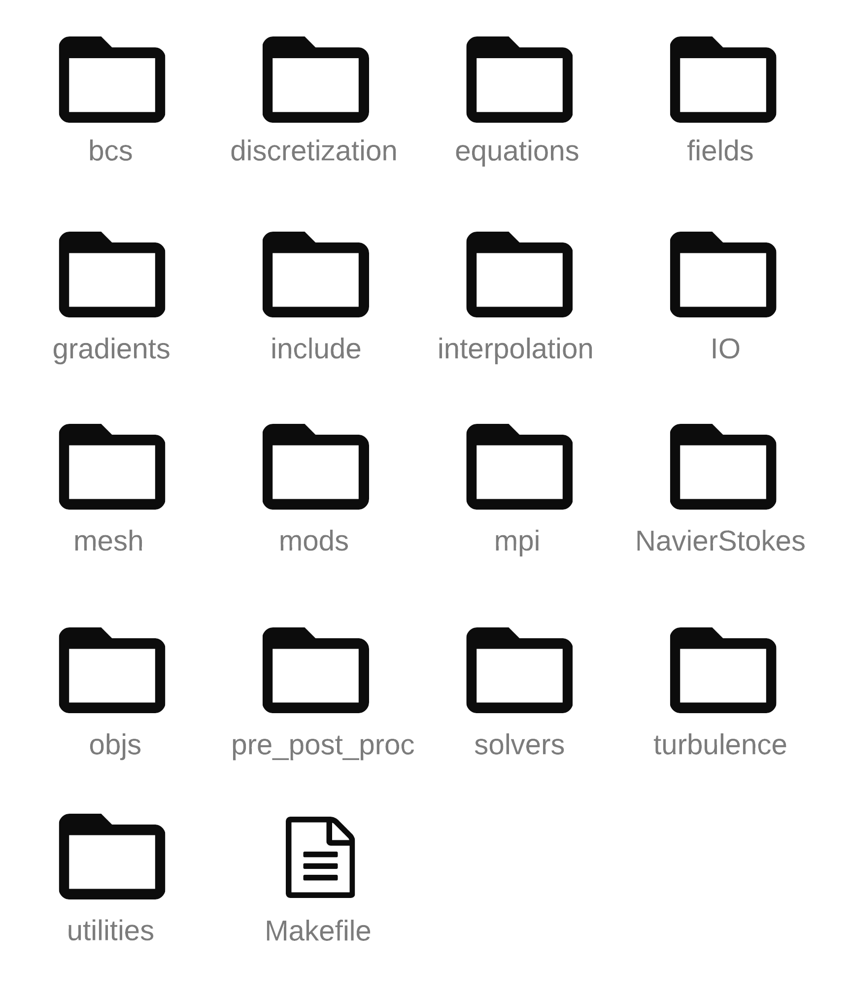 bcs discretization equations fields
gradients include interpolation IO
mesh mods mpi NavierStokes
objs pre_post_proc solvers turbulence
utilities Makefile